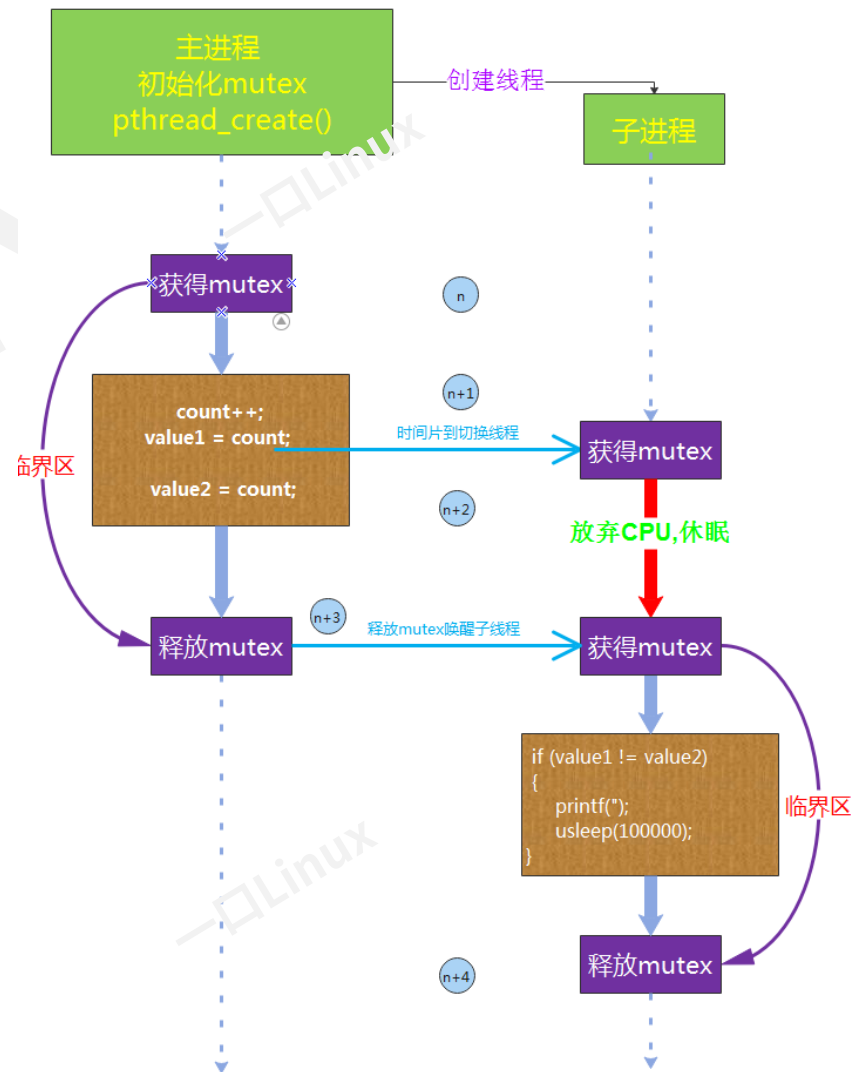 主进程
初始化mutex
pthread_create()
创建线程
子进程
一口Linux
获得mutex
n
n+1
count++;
value1 = count;
value2 = count;
时间片到切换线程
获得mutex
临界区
n+2
放弃CPU,休眠
n+3
释放mutex
释放mutex唤醒子线程
获得mutex
if (value1 != value2)
{
printf('');
usleep(100000);
}
临界区
一口Linux
释放mutex
n+4